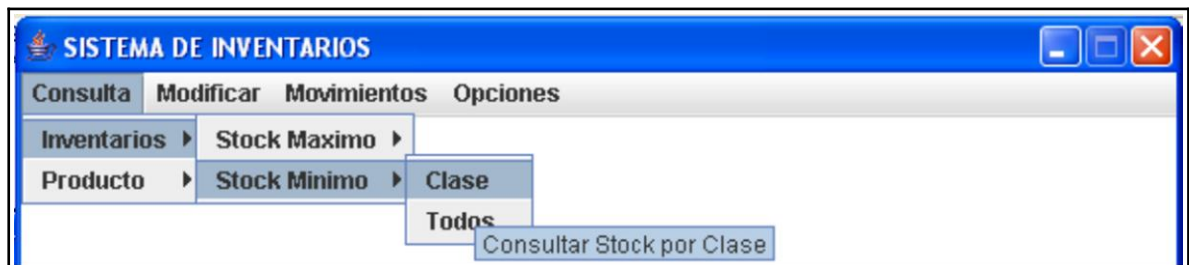 SISTEMA DE INVENTARIOS
Consulta Modificar Movimientos Opciones
Inventarios Stock Maximo
Producto Stock Minimo Clase
Todos
Consultar Stock por Clase